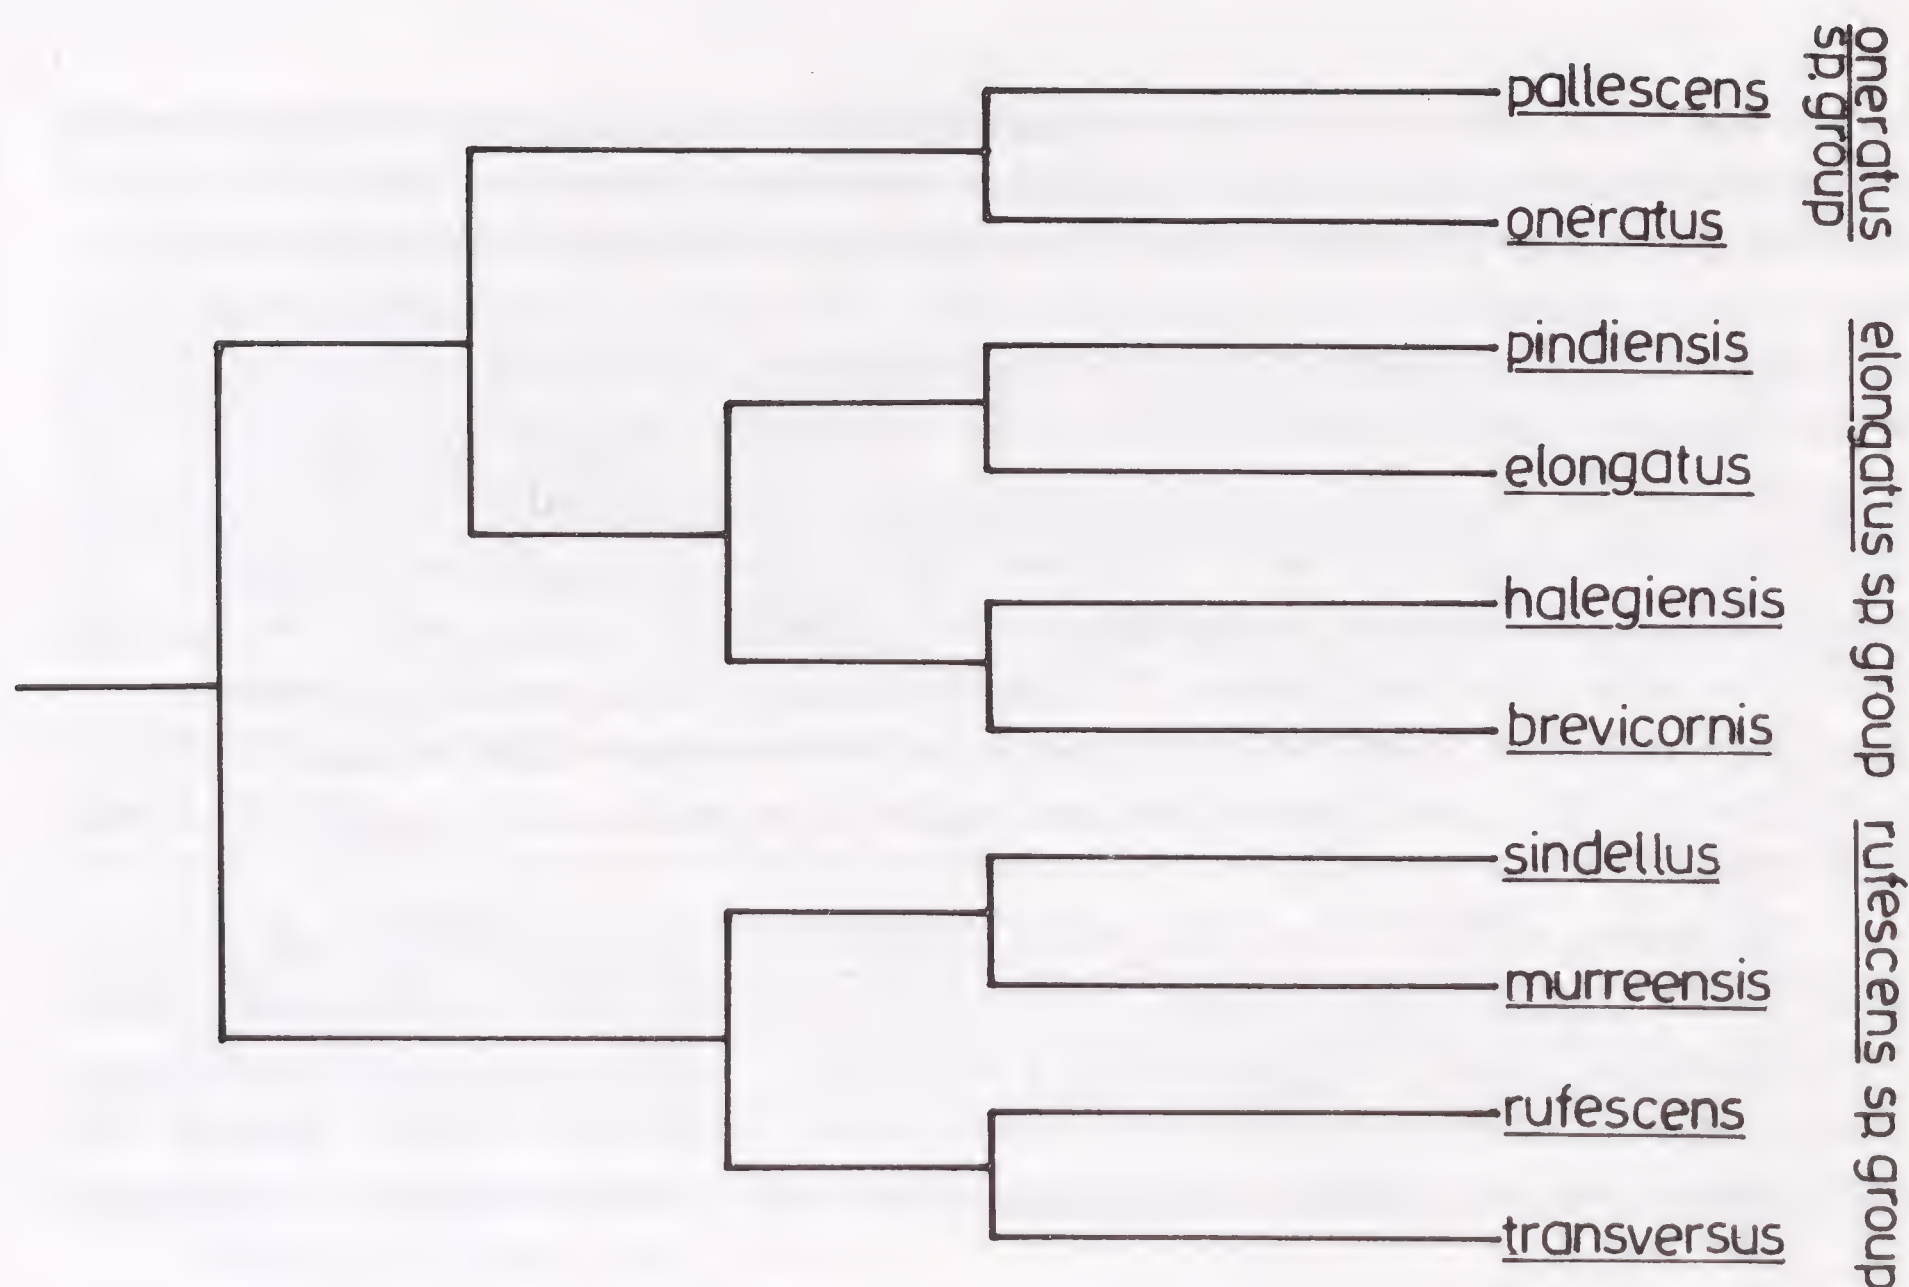 pallescens
oneratus
pindiensis
elongatus
halegiensis
brevicornis
sindellus
murreensis
rufescens
transversus
oneratus
sp. group
elongatus sp group
rufescens sp group